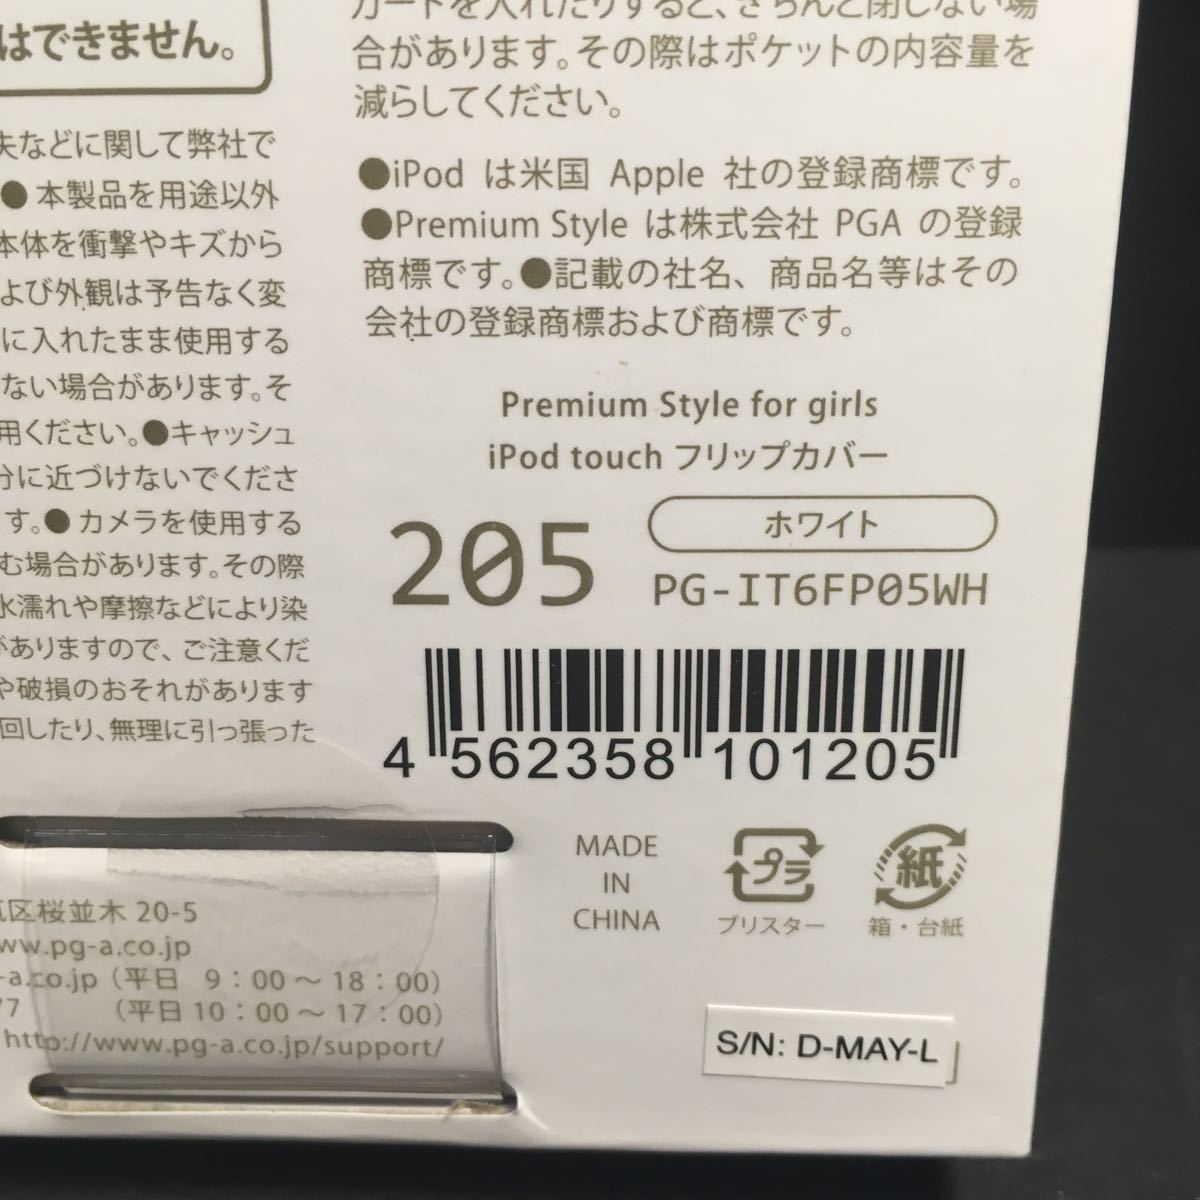 はできません。
夫などに関して弊社で
●本製品を用途以外
本体を衝撃やキズから
よび外観は予告なく変
に入れたまま使用する
ない場合があります。そ
用ください。●キャッシュ
分に近づけないでくださ
す。●カメラを使用する
む場合があります。その際
水濡れや摩擦などにより染
がありますので、ご注意くだ
や破損のおそれがあります
回したり、無理に引っ張った
カードを入れたりすると、きちんと閉じない場
合があります。その際はポケットの内容量を
減らしてください。
●iPod は米国 Apple 社の登録商標です。
●Premium Style は株式会社 PGA の登録
商標です。●記載の社名、商品名等はその
会社の登録商標および商標です。
Premium Style for girls
iPod touch フリップカバー
205
ホワイト
PG-IT6FP05WH
4 562358 101205
MADE
IN
CHINA
プラ
ブリスター
紙
箱・台紙
区桜並木 20-5
ww.pg-a.co.jp
-a.co.jp（平日 9：00～18：00）
77（平日10：00～17：00）
http://www.pg-a.co.jp/support/
S/N: D-MAY-L